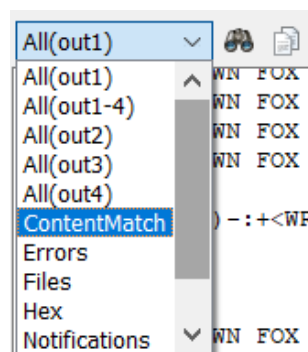 All(out1)
All(out1)
WN FOX
All(out1-4)
WN FOX
All(out2)
WN FOX
All(out3)
WN FOX
All(out4)
ContentMatch
)-:+<WP
Errors
Files
Hex
Notifications
WN FOX